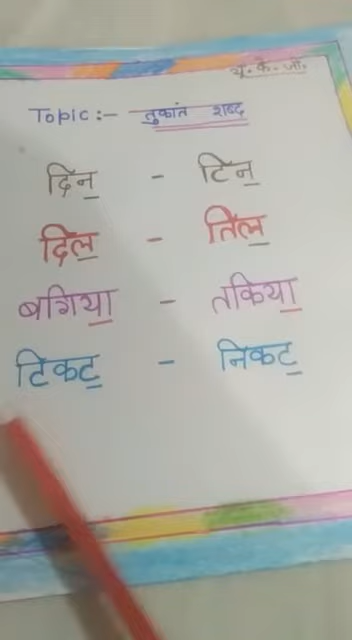 यू. के. जी.
Topic :- तुकांत शब्द
दिन - टिन
दिल - तिल
बगिया - तकिया
टिकट - निकट